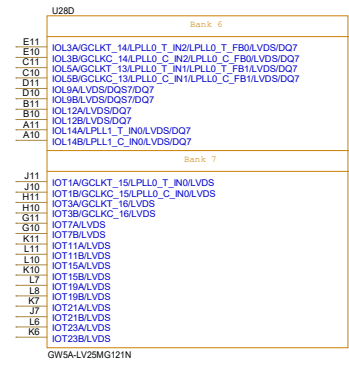 U28D
Bank 6
E11 IOL3A/GCLKT_14/LPLL0_T_IN2/LPLL0_T_FB0/LVDS/DQ7
E10 IOL3B/GCLKC_14/LPLL0_C_IN2/LPLL0_C_FB0/LVDS/DQ7
C11 IOL5A/GCLKT_13/LPLL0_T_IN1/LPLL0_T_FB1/LVDS/DQ7
C10 IOL5B/GCLKC_13/LPLL0_C_IN1/LPLL0_C_FB1/LVDS/DQ7
D11 IOL9A/LVDS/DQS7/DQ7
D10 IOL9B/LVDS/DQS7/DQ7
B11 IOL12A/LVDS/DQ7
B10 IOL12B/LVDS/DQ7
A11 IOL14A/LPLL1_T_IN0/LVDS/DQ7
A10 IOL14B/LPLL1_C_IN0/LVDS/DQ7
Bank 7
J11 IOT1A/GCLKT_15/LPLL0_T_IN0/LVDS
J10 IOT1B/GCLKC_15/LPLL0_C_IN0/LVDS
H11 IOT3A/GCLKT_16/LVDS
H10 IOT3B/GCLKC_16/LVDS
G11 IOT7A/LVDS
G10 IOT7B/LVDS
K11 IOT11A/LVDS
L11 IOT11B/LVDS
L10 IOT15A/LVDS
K10 IOT15B/LVDS
L7 IOT19A/LVDS
L8 IOT19B/LVDS
K7 IOT21A/LVDS
J7 IOT21B/LVDS
L6 IOT23A/LVDS
K6 IOT23B/LVDS
GW5A-LV25MG121N